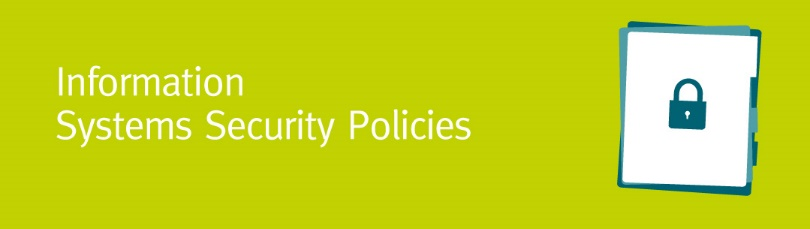 Information
Systems Security Policies